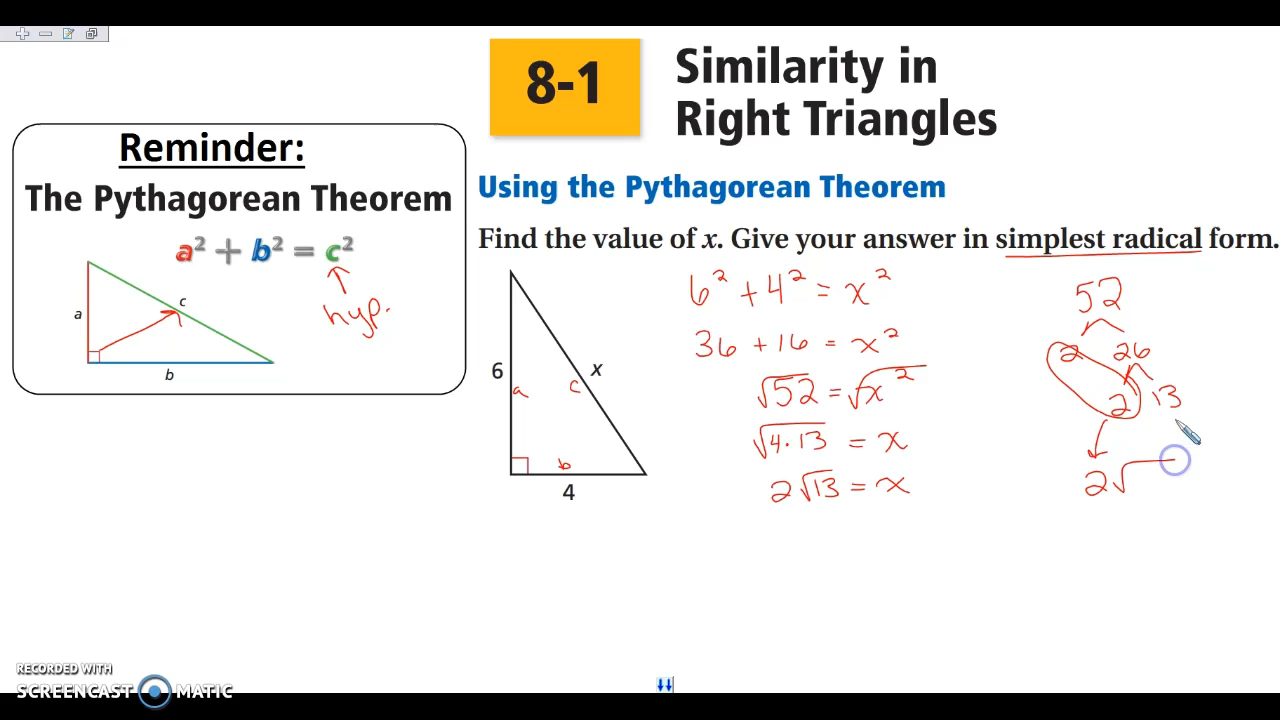 8-1
Similarity in
Right Triangles
Reminder:
The Pythagorean Theorem
a² + b² = c²
hyp.
a
c
b
Using the Pythagorean Theorem
Find the value of x. Give your answer in simplest radical form.
6
a
c
x
b
4
6² + 4² = x²
36 + 16 = x²
√52 = √x²
√4·13 = x
2√13 = x
52
2 26
2 13
2√
RECORDED WITH
SCREENCAST MATIC